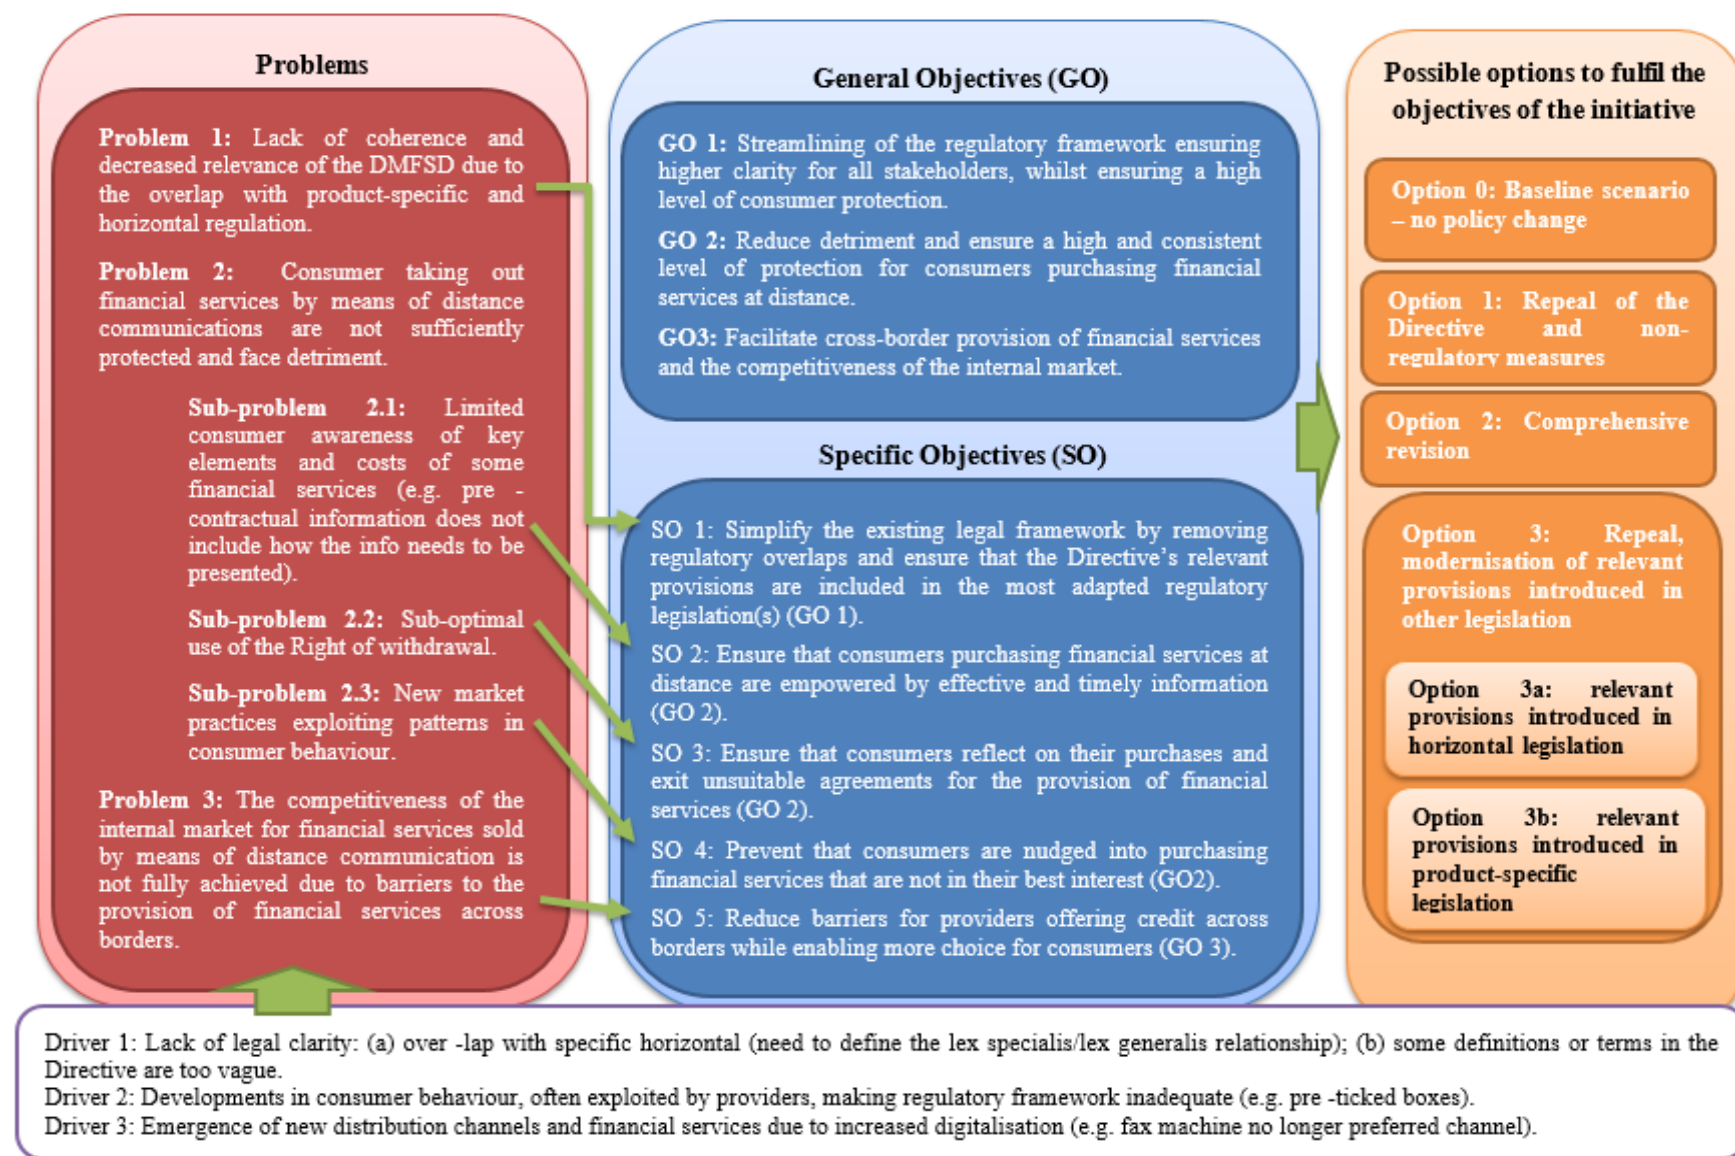 Problems
Problem 1: Lack of coherence and
decreased relevance of the DMFSD due to
the overlap with product-specific and
horizontal regulation.
Problem 2: Consumer taking out
financial services by means of distance
communications are not sufficiently
protected and face detriment.
Sub-problem 2.1: Limited
consumer awareness of key
elements and costs of some
financial services (e.g. pre -
contractual information does not
include how the info needs to be
presented).
Sub-problem 2.2: Sub-optimal
use of the Right of withdrawal.
Sub-problem 2.3: New market
practices exploiting patterns in
consumer behaviour.
Problem 3: The competitiveness of the
internal market for financial services sold
by means of distance communication is
not fully achieved due to barriers to the
provision of financial services across
borders.
General Objectives (GO)
GO 1: Streamlining of the regulatory framework ensuring
higher clarity for all stakeholders, whilst ensuring a high
level of consumer protection.
GO 2: Reduce detriment and ensure a high and consistent
level of protection for consumers purchasing financial
services at distance.
GO3: Facilitate cross-border provision of financial services
and the competitiveness of the internal market.
Specific Objectives (SO)
SO 1: Simplify the existing legal framework by removing
regulatory overlaps and ensure that the Directive’s relevant
provisions are included in the most adapted regulatory
legislation(s) (GO 1).
SO 2: Ensure that consumers purchasing financial services at
distance are empowered by effective and timely information
(GO 2).
SO 3: Ensure that consumers reflect on their purchases and
exit unsuitable agreements for the provision of financial
services (GO 2).
SO 4: Prevent that consumers are nudged into purchasing
financial services that are not in their best interest (GO2).
SO 5: Reduce barriers for providers offering credit across
borders while enabling more choice for consumers (GO 3).
Possible options to fulfil the
objectives of the initiative
Option 0: Baseline scenario
– no policy change
Option 1: Repeal of the
Directive and non-
regulatory measures
Option 2: Comprehensive
revision
Option 3: Repeal,
modernisation of relevant
provisions introduced in
other legislation
Option 3a: relevant
provisions introduced in
horizontal legislation
Option 3b: relevant
provisions introduced in
product-specific
legislation
Driver 1: Lack of legal clarity: (a) over -lap with specific horizontal (need to define the lex specialis/lex generalis relationship); (b) some definitions or terms in the
Directive are too vague.
Driver 2: Developments in consumer behaviour, often exploited by providers, making regulatory framework inadequate (e.g. pre -ticked boxes).
Driver 3: Emergence of new distribution channels and financial services due to increased digitalisation (e.g. fax machine no longer preferred channel).